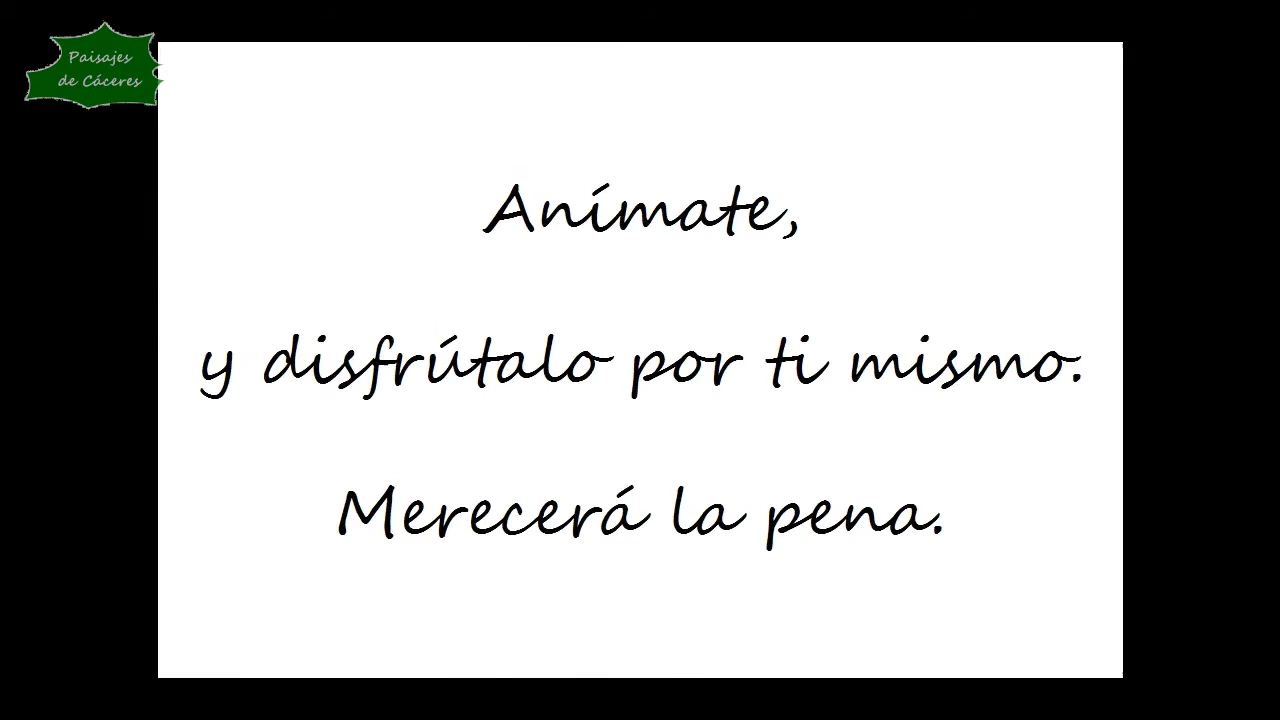 Paisajes
de Cáceres
Anímate,
y disfrútalo por ti mismo.
Merecerá la pena.